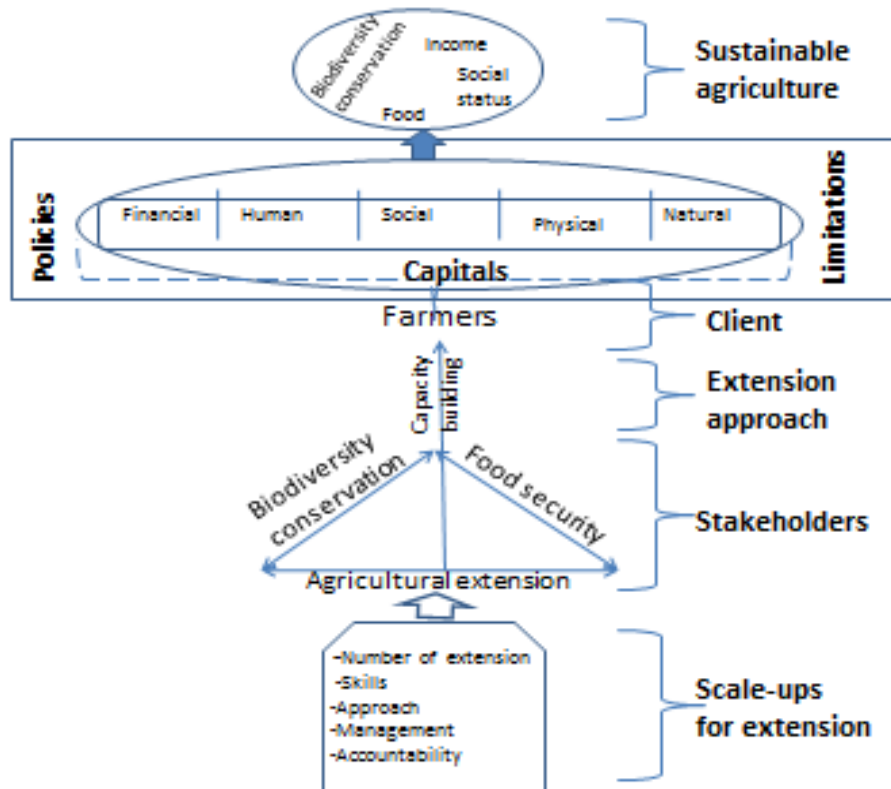 Biodiversity
conservation
Income
Social
status
Food
Sustainable
agriculture
Policies
Financial
Human
Social
Physical
Natural
Capitals
Limitations
Farmers
Client
Capacity
building
Extension
approach
Biodiversity
conservation
Food security
Stakeholders
Agricultural extension
-Number of extension
-Skills
-Approach
-Management
-Accountability
Scale-ups
for extension